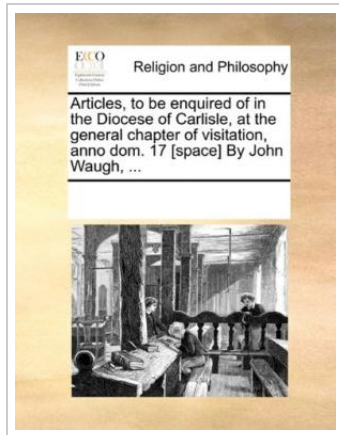 ECCO
Religion and Philosophy
Articles, to be enquired of in
the Diocese of Carlisle, at the
general chapter of visitation,
anno dom. 17 [space] By John
Waugh, ...